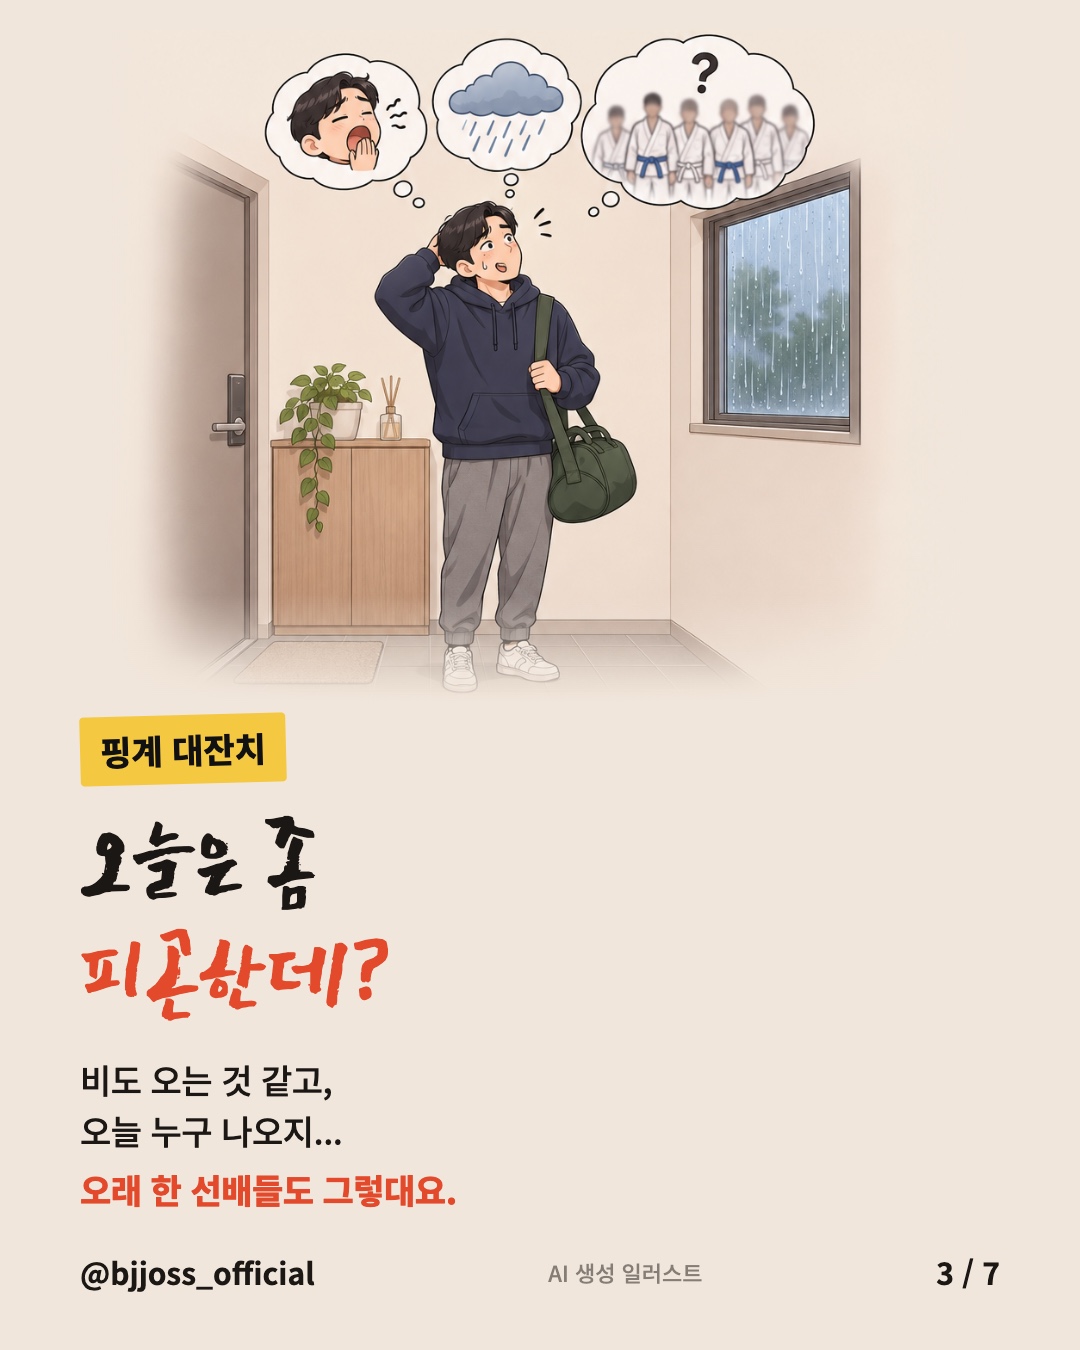 ?
핑계 대잔치
오늘은 좀
피곤한데?
비도 오는 것 같고,
오늘 누구 나오지...
오래 한 선배들도 그렇대요.
@bjjoss_official
AI 생성 일러스트
3 / 7